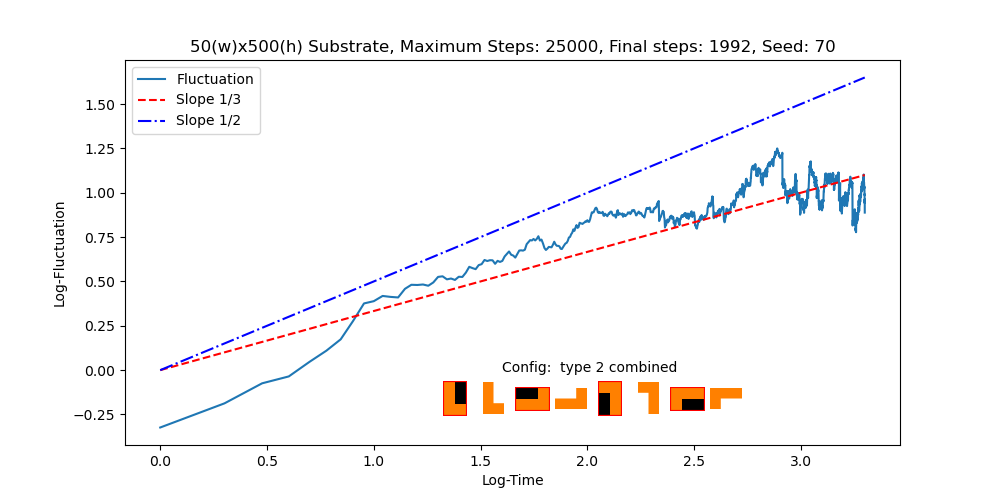 50(w)x500(h) Substrate, Maximum Steps: 25000, Final steps: 1992, Seed: 70
Fluctuation
Slope 1/3
Slope 1/2
Log-Fluctuation
1.50
1.25
1.00
0.75
0.50
0.25
0.00
−0.25
Config:  type 2 combined
0.0 0.5 1.0 1.5 2.0 2.5 3.0
Log-Time